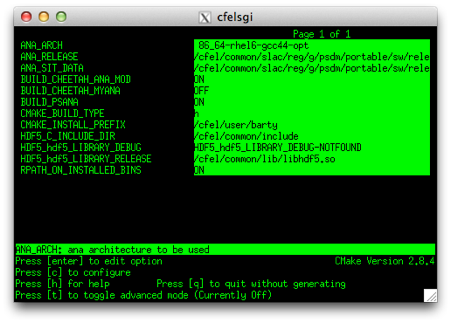 cfelsgi
Page 1 of 1
ANA_ARCH 86_64-rhel6-gcc44-opt
ANA_RELEASE /cfel/common/slac/reg/g/psdm/portable/sw/rele
ANA_SIT_DATA /cfel/common/slac/reg/g/psdm/portable/sw/rele
BUILD_CHEETAH_ANA_MOD ON
BUILD_CHEETAH_MYANA OFF
BUILD_PSANA ON
CMAKE_BUILD_TYPE h
CMAKE_INSTALL_PREFIX /cfel/user/barty
HDF5_C_INCLUDE_DIR /cfel/common/include
HDF5_hdf5_LIBRARY_DEBUG HDF5_hdf5_LIBRARY_DEBUG-NOTFOUND
HDF5_hdf5_LIBRARY_RELEASE /cfel/common/lib/libhdf5.so
RPATH_ON_INSTALLED_BINS ON
ANA_ARCH: ana architecture to be used
Press [enter] to edit option CMake Version 2.8.4
Press [c] to configure
Press [h] for help Press [q] to quit without generating
Press [t] to toggle advanced mode (Currently Off)